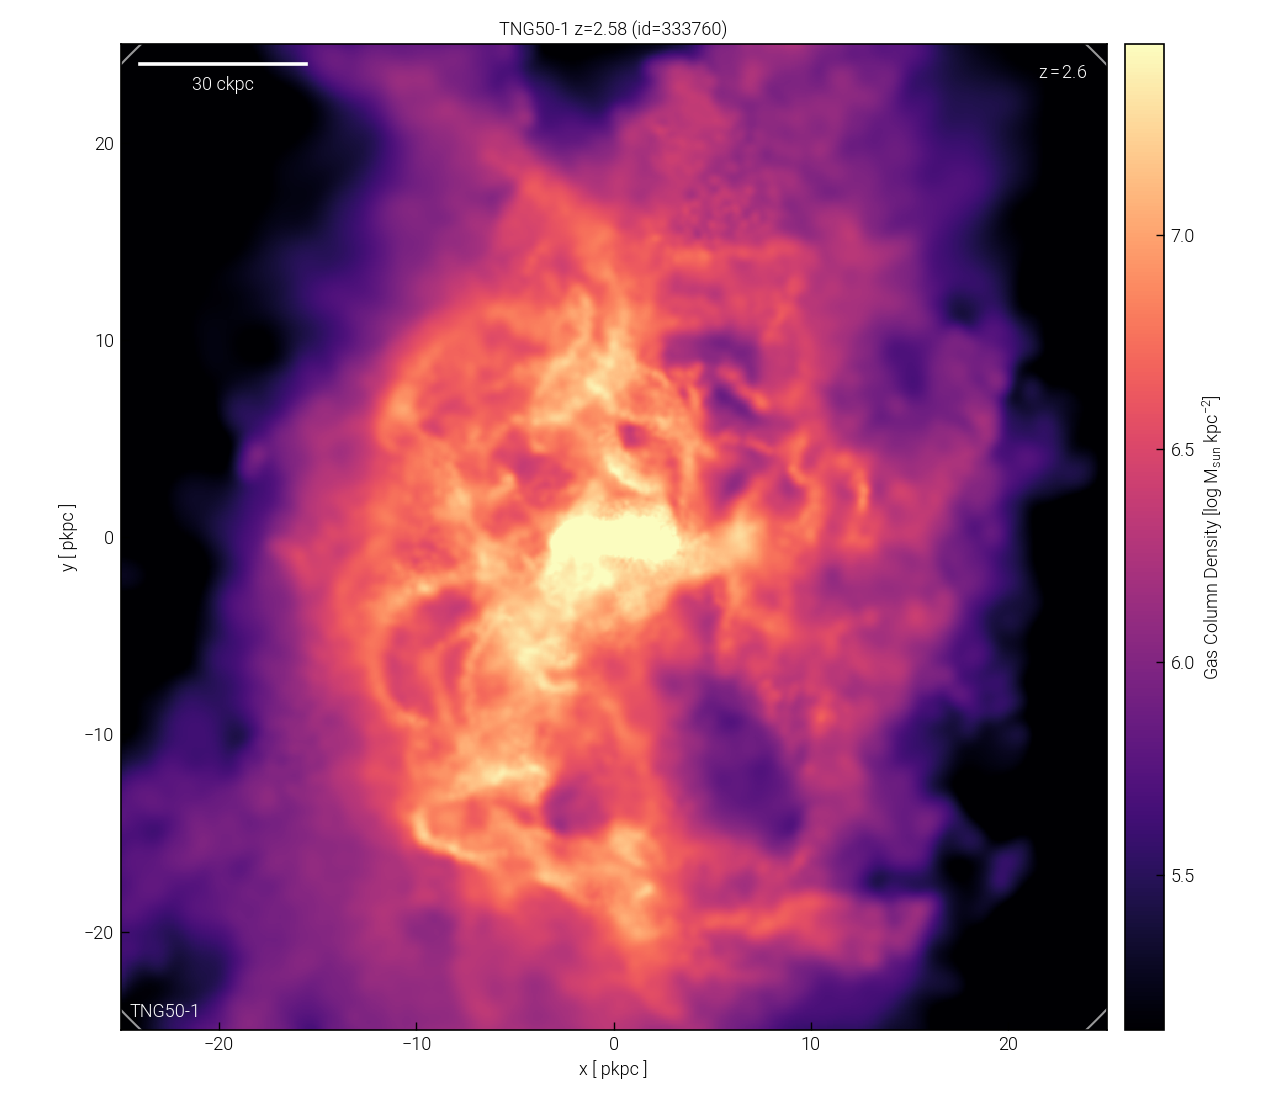 TNG50-1 z=2.58 (id=333760)
30 ckpc
z=2.6
20
10
0
−10
−20
y [ pkpc ]
TNG50-1
−20
−10
0
10
20
x [ pkpc ]
7.0
6.5
6.0
5.5
Gas Column Density [log M_sun kpc^−2]